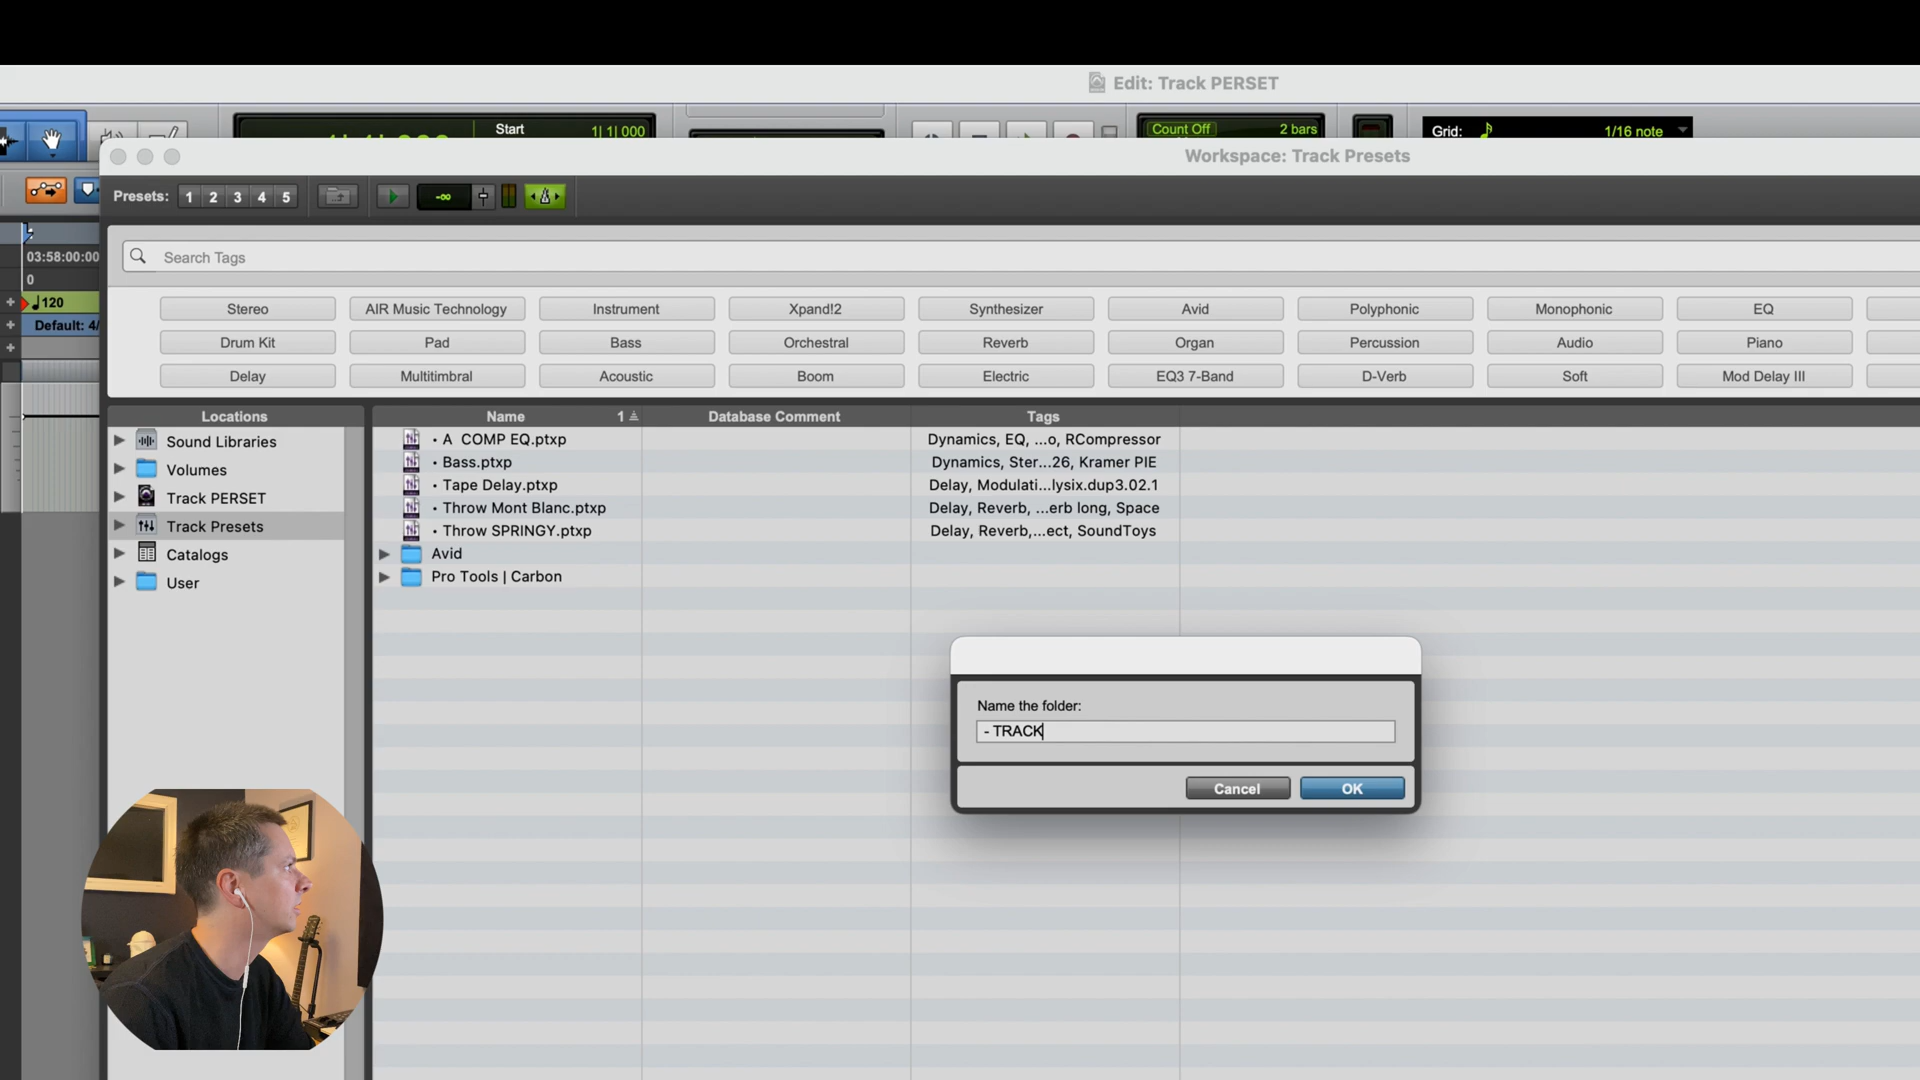 Edit: Track PERSET
Start 1| 1| 000
Count Off 2 bars
Grid: 1/16 note
Workspace: Track Presets
Presets: 1 2 3 4 5
-∞
03:58:00:00
Search Tags
0
120
Default: 4/
Stereo AIR Music Technology Instrument Xpand!2 Synthesizer Avid Polyphonic Monophonic EQ
Drum Kit Pad Bass Orchestral Reverb Organ Percussion Audio Piano
Delay Multitimbral Acoustic Boom Electric EQ3 7-Band D-Verb Soft Mod Delay III
Locations Name 1 Database Comment Tags
Sound Libraries
Volumes
Track PERSET
Track Presets
Catalogs
User
• A  COMP EQ.ptxp Dynamics, EQ, ...o, RCompressor
• Bass.ptxp Dynamics, Ster...26, Kramer PIE
• Tape Delay.ptxp Delay, Modulati...lysix.dup3.02.1
• Throw Mont Blanc.ptxp Delay, Reverb, ...erb long, Space
• Throw SPRINGY.ptxp Delay, Reverb,...ect, SoundToys
Avid
Pro Tools | Carbon
Name the folder:
- TRACK
Cancel OK